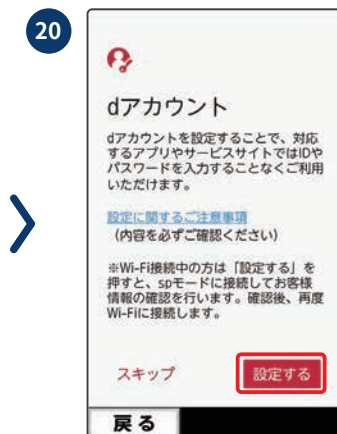 20
dアカウント
dアカウントを設定することで、対応
するアプリやサービスサイトではIDや
パスワードを入力することなくご利用
いただけます。
設定に関するご注意事項
（内容を必ずご確認ください）
※Wi-Fi接続中の方は「設定する」を
押すと、spモードに接続してお客様
情報の確認を行います。確認後、再度
Wi-Fiに接続します。
スキップ 設定する
戻る